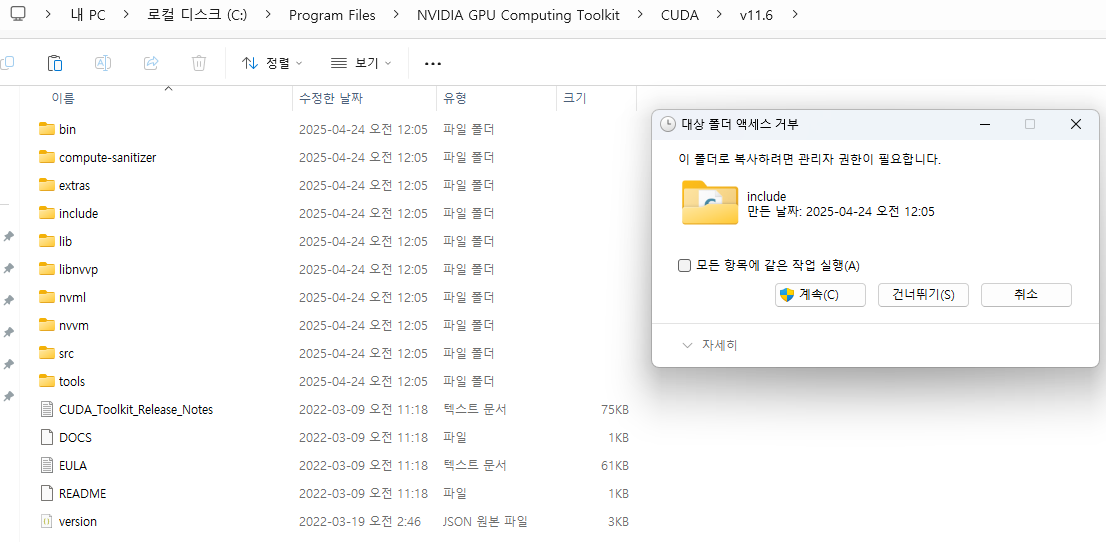 내 PC > 로컬 디스크 (C:) > Program Files > NVIDIA GPU Computing Toolkit > CUDA > v11.6 >
정렬 보기 ...
이름 수정한 날짜 유형 크기
bin 2025-04-24 오전 12:05 파일 폴더
compute-sanitizer 2025-04-24 오전 12:05 파일 폴더
extras 2025-04-24 오전 12:05 파일 폴더
include 2025-04-24 오전 12:05 파일 폴더
lib 2025-04-24 오전 12:05 파일 폴더
libnvvp 2025-04-24 오전 12:05 파일 폴더
nvml 2025-04-24 오전 12:05 파일 폴더
nvvm 2025-04-24 오전 12:05 파일 폴더
src 2025-04-24 오전 12:05 파일 폴더
tools 2025-04-24 오전 12:05 파일 폴더
CUDA_Toolkit_Release_Notes 2022-03-09 오전 11:18 텍스트 문서 75KB
DOCS 2022-03-09 오전 11:18 파일 1KB
EULA 2022-03-09 오전 11:18 텍스트 문서 61KB
README 2022-03-09 오전 11:18 파일 1KB
version 2022-03-19 오전 2:46 JSON 원본 파일 3KB
대상 폴더 액세스 거부
이 폴더로 복사하려면 관리자 권한이 필요합니다.
include
만든 날짜: 2025-04-24 오전 12:05
모든 항목에 같은 작업 실행(A)
계속(C) 건너뛰기(S) 취소
자세히